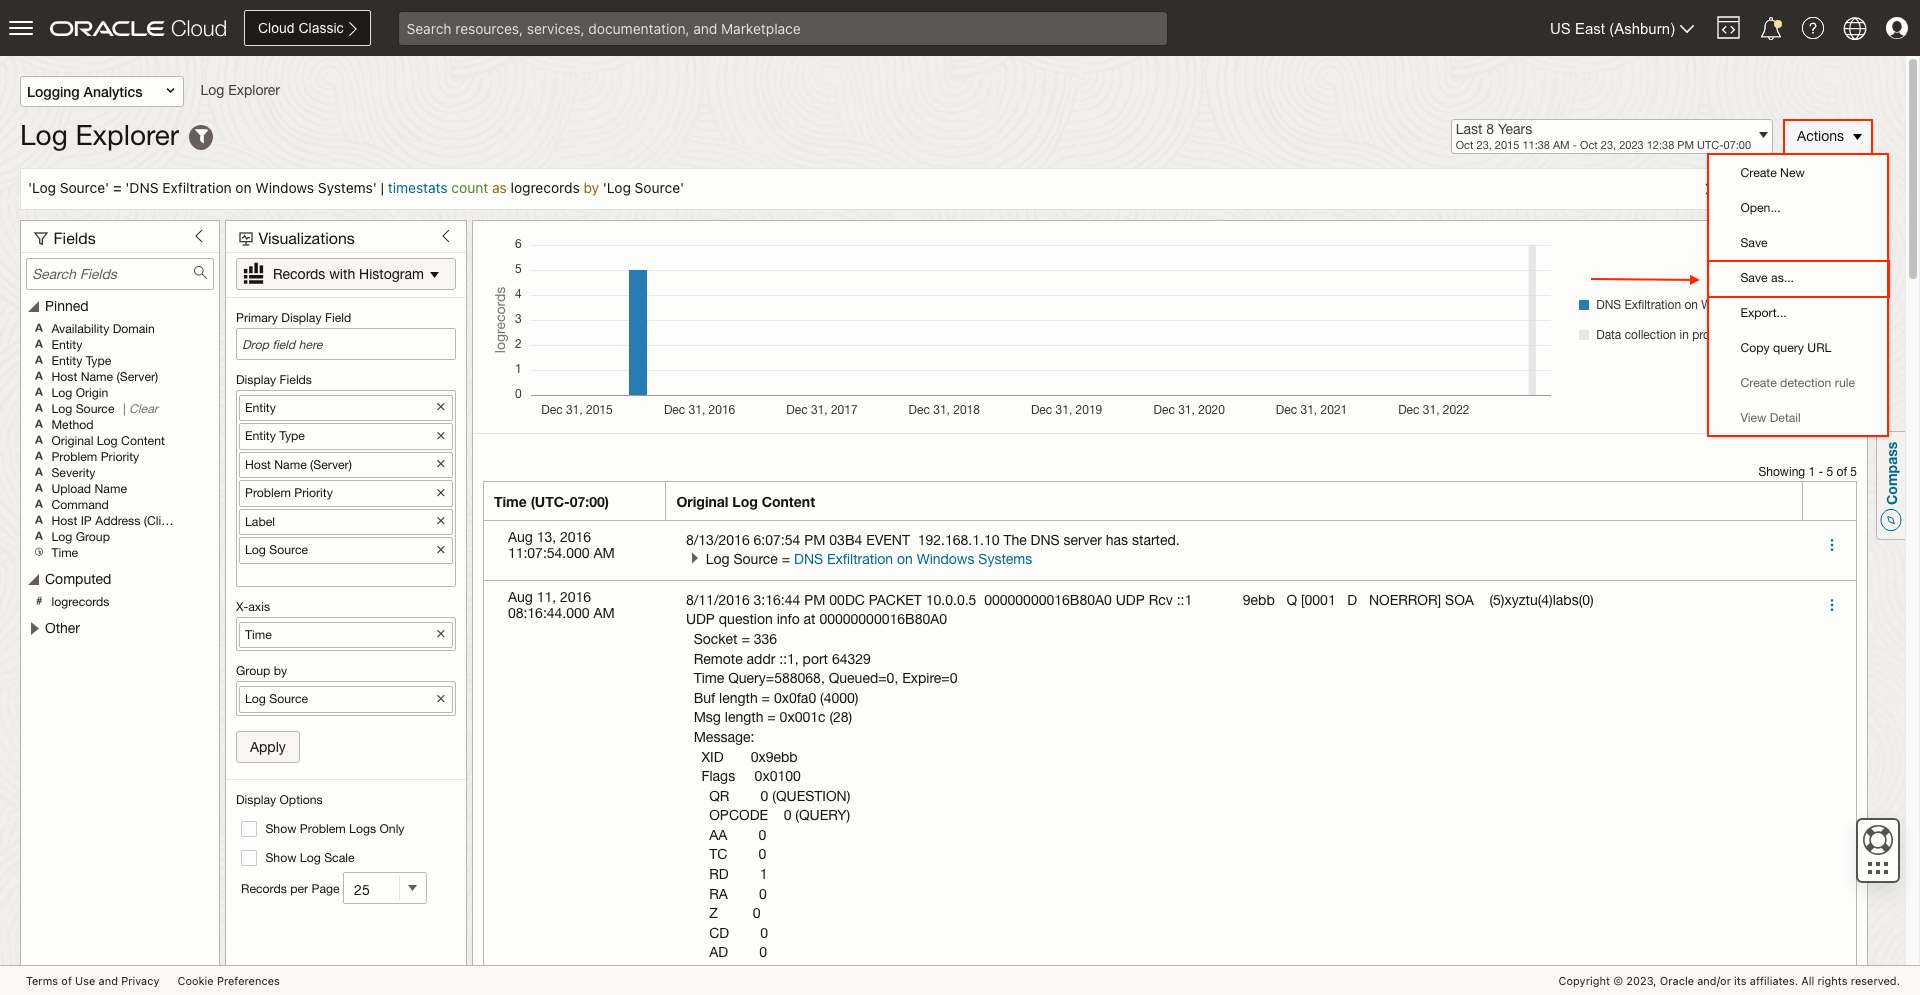 ORACLE Cloud
Cloud Classic
Search resources, services, documentation, and Marketplace
US East (Ashburn)
Logging Analytics
Log Explorer
Log Explorer
Last 8 Years
Oct 23, 2015 11:38 AM - Oct 23, 2023 12:38 PM UTC-07:00
Actions
Create New
Open...
Save
Save as...
Export...
Copy query URL
Create detection rule
View Detail
'Log Source' = 'DNS Exfiltration on Windows Systems' | timestats count as logrecords by 'Log Source'
Fields
Search Fields
Pinned
A Availability Domain
A Entity
A Entity Type
A Host Name (Server)
A Log Origin
A Log Source | Clear
A Method
A Original Log Content
A Problem Priority
A Severity
A Upload Name
A Command
A Host IP Address (Cli...
A Log Group
Time
Computed
# logrecords
Other
Visualizations
Records with Histogram
Primary Display Field
Drop field here
Display Fields
Entity
Entity Type
Host Name (Server)
Problem Priority
Label
Log Source
X-axis
Time
Group by
Log Source
Apply
Display Options
Show Problem Logs Only
Show Log Scale
Records per Page 25
logrecords
6
5
4
3
2
1
0
Dec 31, 2015 Dec 31, 2016 Dec 31, 2017 Dec 31, 2018 Dec 31, 2019 Dec 31, 2020 Dec 31, 2021 Dec 31, 2022
DNS Exfiltration on
Data collection in
Compass
Showing 1 - 5 of 5
Time (UTC-07:00) Original Log Content
Aug 13, 2016
11:07:54.000 AM
8/13/2016 6:07:54 PM 03B4 EVENT 192.168.1.10 The DNS server has started.
Log Source = DNS Exfiltration on Windows Systems
Aug 11, 2016
08:16:44.000 AM
8/11/2016 3:16:44 PM 00DC PACKET 10.0.0.5 00000000016B80A0 UDP Rcv ::1 9ebb Q [0001 D NOERROR] SOA (5)xyztu(4)labs(0)
UDP question info at 00000000016B80A0
Socket = 336
Remote addr ::1, port 64329
Time Query=588068, Queued=0, Expire=0
Buf length = 0x0fa0 (4000)
Msg length = 0x001c (28)
Message:
XID 0x9ebb
Flags 0x0100
QR 0 (QUESTION)
OPCODE 0 (QUERY)
AA 0
TC 0
RD 1
RA 0
Z 0
CD 0
AD 0
Terms of Use and Privacy
Cookie Preferences
Copyright © 2023, Oracle and/or its affiliates. All rights reserved.